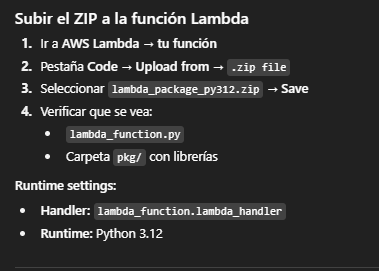 Subir el ZIP a la función Lambda
1. Ir a AWS Lambda → tu función
2. Pestaña Code → Upload from → .zip file
3. Seleccionar lambda_package_py312.zip → Save
4. Verificar que se vea:
• lambda_function.py
• Carpeta pkg/ con librerías
Runtime settings:
• Handler: lambda_function.lambda_handler
• Runtime: Python 3.12